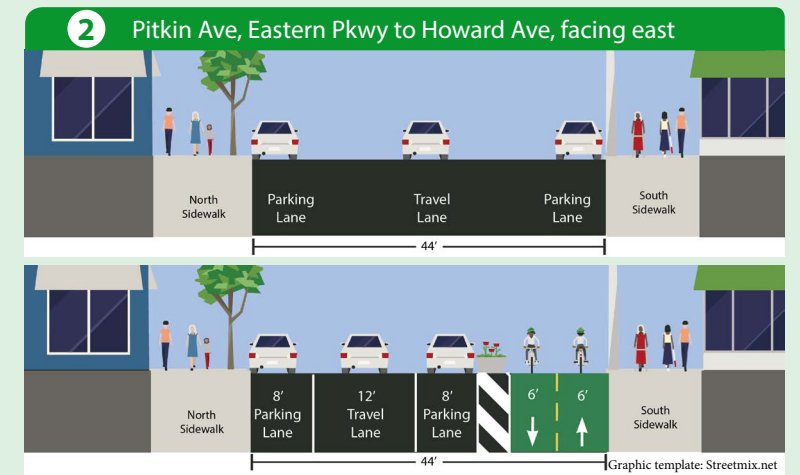 2 Pitkin Ave, Eastern Pkwy to Howard Ave, facing east
North
Sidewalk
Parking
Lane
Travel
Lane
Parking
Lane
South
Sidewalk
44'
North
Sidewalk
8'
Parking
Lane
12'
Travel
Lane
8'
Parking
Lane
6'
6'
South
Sidewalk
44'
Graphic template: Streetmix.net